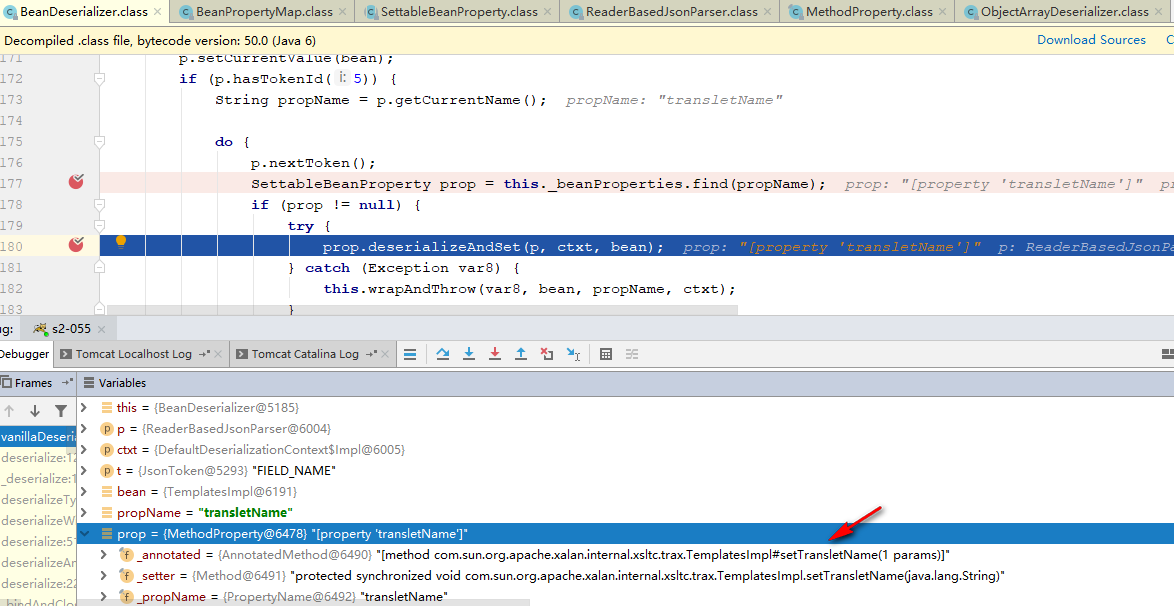 BeanDeserializer.class × BeanPropertyMap.class × SettableBeanProperty.class × ReaderBasedJsonParser.class × MethodProperty.class × ObjectArrayDeserializer.class ×
Decompiled .class file, bytecode version: 50.0 (Java 6) Download Sources C
171 p.setCurrentValue(bean);
172 if (p.hasTokenId( i: 5)) {
173 String propName = p.getCurrentName(); propName: "transletName"
174
175 do {
176 p.nextToken();
177 SettableBeanProperty prop = this._beanProperties.find(propName); prop: "[property 'transletName']" p
178 if (prop != null) {
179 try {
180 prop.deserializeAndSet(p, ctxt, bean); prop: "[property 'transletName']" p: ReaderBasedJsonPa
181 } catch (Exception var8) {
182 this.wrapAndThrow(var8, bean, propName, ctxt);
183 }
ug: s2-055 ×
Debugger Tomcat Localhost Log × Tomcat Catalina Log ×
Frames Variables
this = {BeanDeserializer@5185}
p = {ReaderBasedJsonParser@6004}
vanillaDeseria
ctxt = {DefaultDeserializationContext$Impl@6005}
deserialize:12
t = {JsonToken@5293} "FIELD_NAME"
_deserialize:1
bean = {TemplatesImpl@6191}
deserializeTy
propName = "transletName"
deserializeW
prop = {MethodProperty@6478} "[property 'transletName']"
deserialize:5
_annotated = {AnnotatedMethod@6490} "[method com.sun.org.apache.xalan.internal.xsltc.trax.TemplatesImpl#setTransletName(1 params)]"
deserializeAr
_setter = {Method@6491} "protected synchronized void com.sun.org.apache.xalan.internal.xsltc.trax.TemplatesImpl.setTransletName(java.lang.String)"
deserialize:22
_propName = {PropertyName@6492} "transletName"
bindAndClo